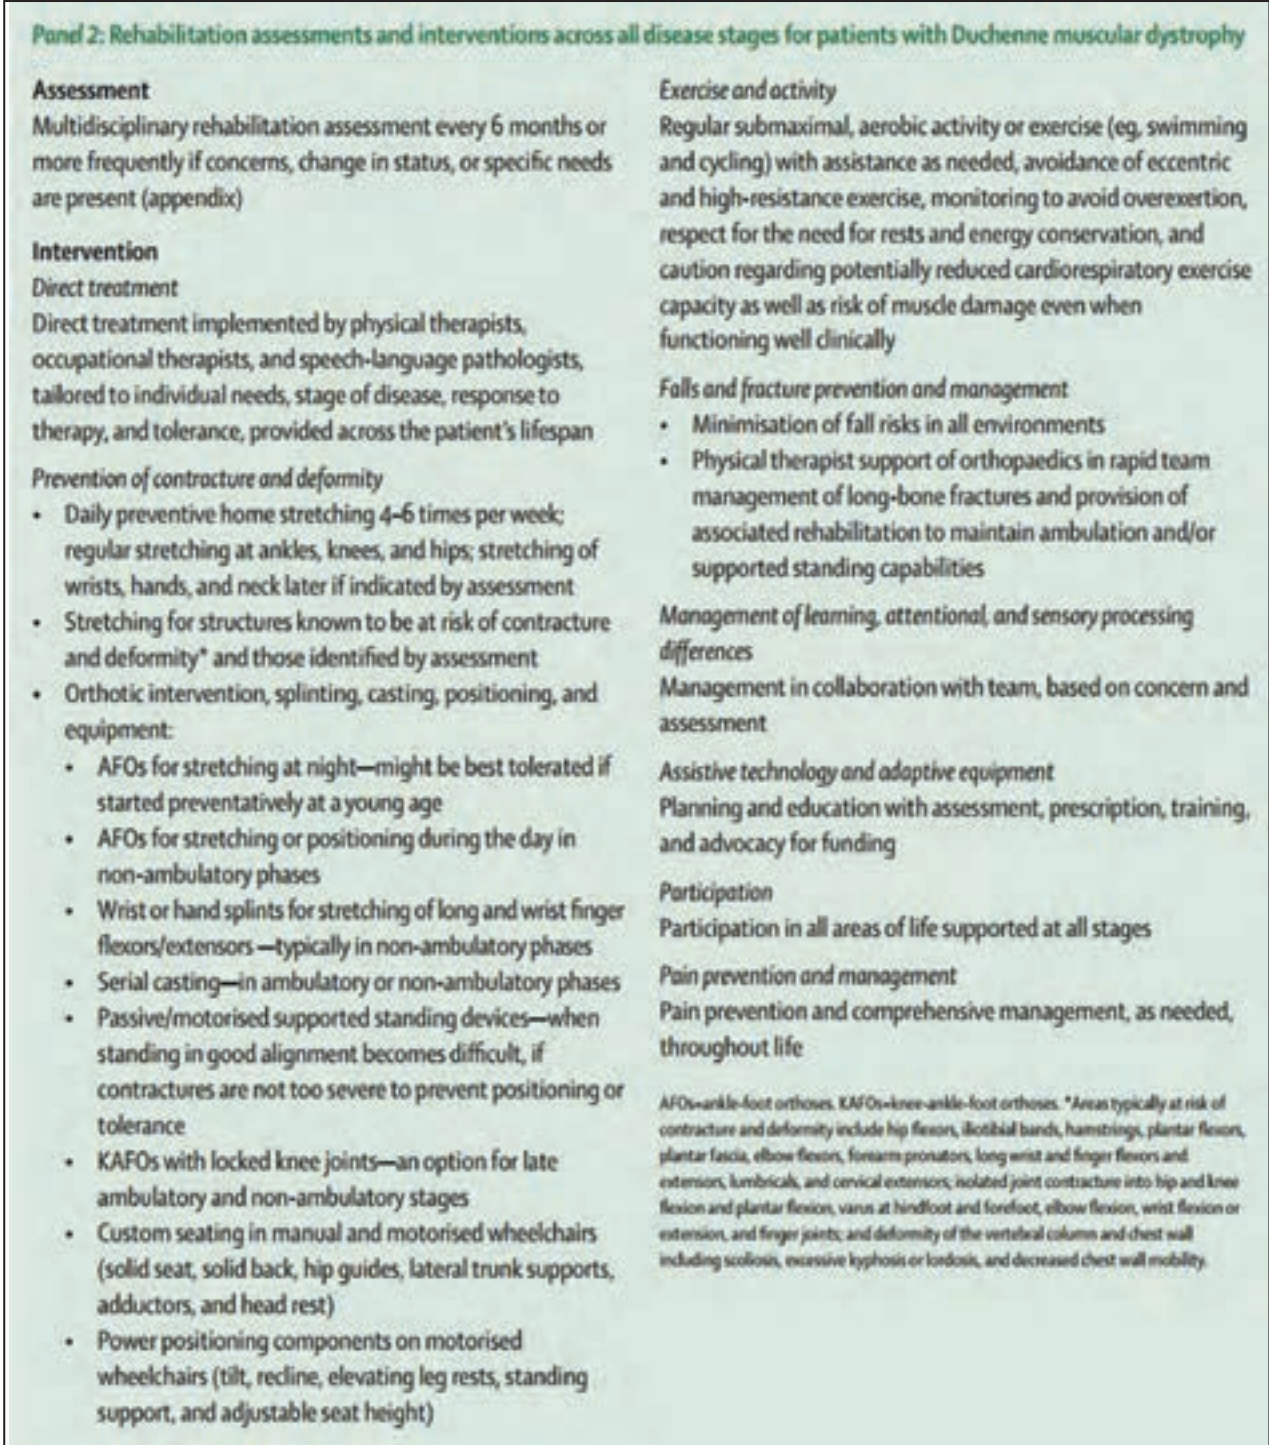 Panel 2: Rehabilitation assessments and interventions across all disease stages for patients with Duchenne muscular dystrophy
Assessment
Multidisciplinary rehabilitation assessment every 6 months or
more frequently if concerns, change in status, or specific needs
are present (appendix)
Intervention
Direct treatment
Direct treatment implemented by physical therapists,
occupational therapists, and speech-language pathologists,
tailored to individual needs, stage of disease, response to
therapy, and tolerance, provided across the patient's lifespan
Prevention of contracture and deformity
• Daily preventive home stretching 4–6 times per week;
regular stretching at ankles, knees, and hips; stretching of
wrists, hands, and neck later if indicated by assessment
• Stretching for structures known to be at risk of contracture
and deformity* and those identified by assessment
• Orthotic intervention, splinting, casting, positioning, and
equipment:
• AFOs for stretching at night—might be best tolerated if
started preventatively at a young age
• AFOs for stretching or positioning during the day in
non-ambulatory phases
• Wrist or hand splints for stretching of long and wrist finger
flexors/extensors —typically in non-ambulatory phases
• Serial casting—in ambulatory or non-ambulatory phases
• Passive/motorised supported standing devices—when
standing in good alignment becomes difficult, if
contractures are not too severe to prevent positioning or
tolerance
• KAFOs with locked knee joints—an option for late
ambulatory and non-ambulatory stages
• Custom seating in manual and motorised wheelchairs
(solid seat, solid back, hip guides, lateral trunk supports,
adductors, and head rest)
• Power positioning components on motorised
wheelchairs (tilt, recline, elevating leg rests, standing
support, and adjustable seat height)
Exercise and activity
Regular submaximal, aerobic activity or exercise (eg, swimming
and cycling) with assistance as needed, avoidance of eccentric
and high-resistance exercise, monitoring to avoid overexertion,
respect for the need for rests and energy conservation, and
caution regarding potentially reduced cardiorespiratory exercise
capacity as well as risk of muscle damage even when
functioning well clinically
Falls and fracture prevention and management
• Minimisation of fall risks in all environments
• Physical therapist support of orthopaedics in rapid team
management of long-bone fractures and provision of
associated rehabilitation to maintain ambulation and/or
supported standing capabilities
Management of learning, attentional, and sensory processing
differences
Management in collaboration with team, based on concern and
assessment
Assistive technology and adaptive equipment
Planning and education with assessment, prescription, training,
and advocacy for funding
Participation
Participation in all areas of life supported at all stages
Pain prevention and management
Pain prevention and comprehensive management, as needed,
throughout life
AFOs=ankle-foot orthoses. KAFOs=knee-ankle-foot orthoses. *Areas typically at risk of
contracture and deformity include hip flexors, iliotibial bands, hamstrings, plantar flexors,
plantar fascia, elbow flexors, forearm pronators, long wrist and finger flexors and
extensors, lumbricals, and cervical extensors; isolated joint contracture into hip and knee
flexion and plantar flexion, varus at hindfoot and forefoot, elbow flexion, wrist flexion or
extension, and finger joints; and deformity of the vertebral column and chest wall
including scoliosis, excessive kyphosis or lordosis, and decreased chest wall mobility.